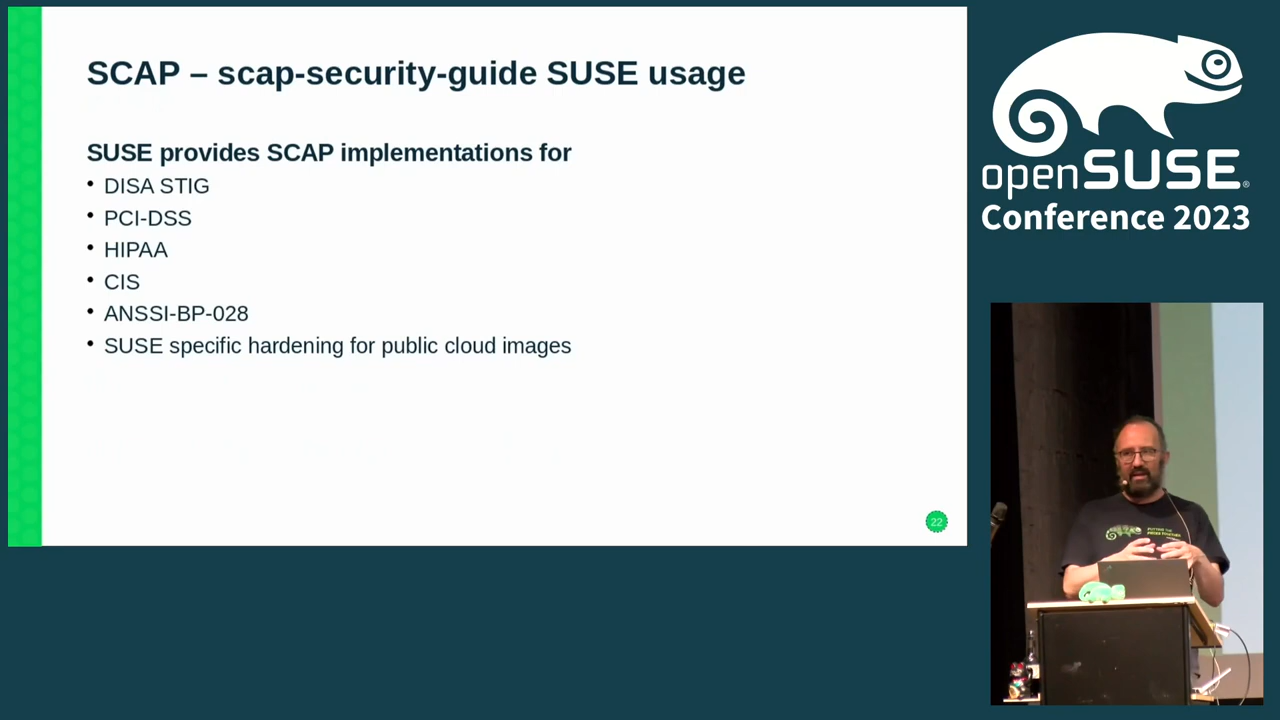 SCAP – scap-security-guide SUSE usage
SUSE provides SCAP implementations for
• DISA STIG
• PCI-DSS
• HIPAA
• CIS
• ANSSI-BP-028
• SUSE specific hardening for public cloud images
22
openSUSE®
Conference 2023